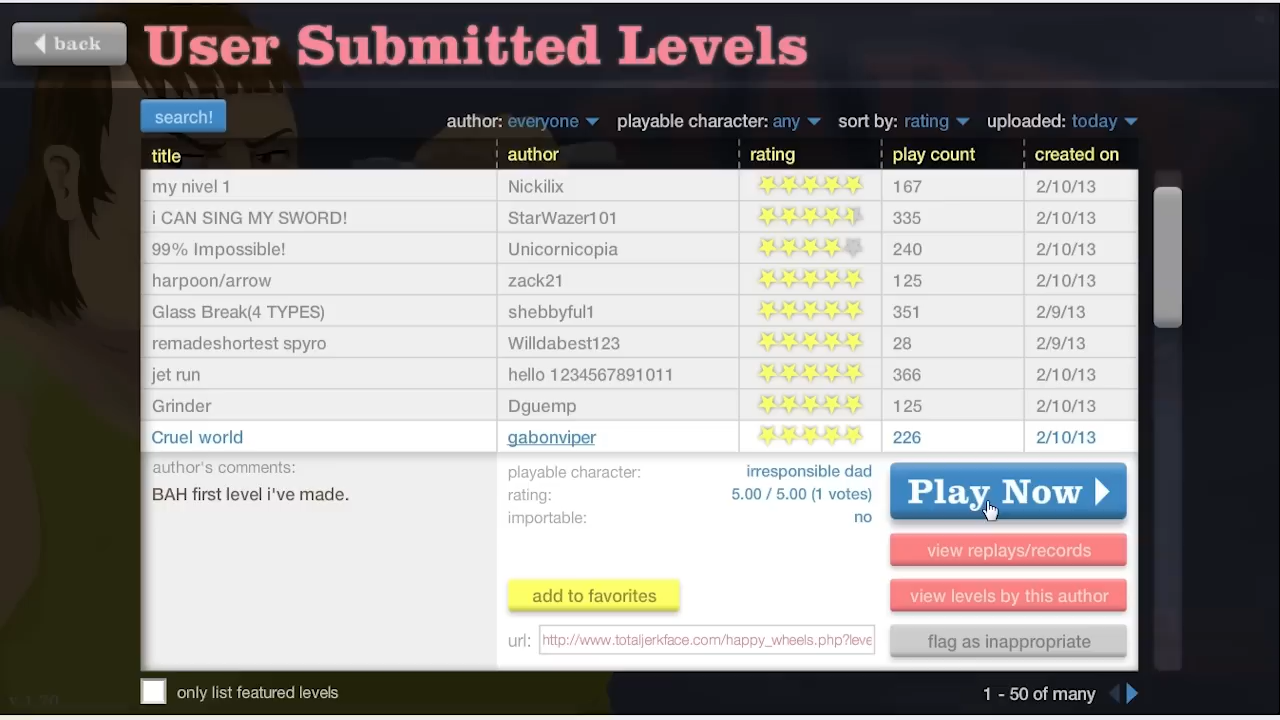 back
User Submitted Levels
search!
author: everyone playable character: any sort by: rating uploaded: today
title author rating play count created on
my nivel 1 Nickilix 167 2/10/13
i CAN SING MY SWORD! StarWazer101 335 2/10/13
99% Impossible! Unicornicopia 240 2/10/13
harpoon/arrow zack21 125 2/10/13
Glass Break(4 TYPES) shebbyful1 351 2/9/13
remadeshortest spyro Willdabest123 28 2/9/13
jet run hello 1234567891011 366 2/10/13
Grinder Dguemp 125 2/10/13
Cruel world gabonviper 226 2/10/13
author's comments:
BAH first level i've made.
playable character: irresponsible dad
rating: 5.00 / 5.00 (1 votes)
importable: no
add to favorites
url: http://www.totaljerkface.com/happy_wheels.php?leve
Play Now
view replays/records
view levels by this author
flag as inappropriate
only list featured levels
1 - 50 of many